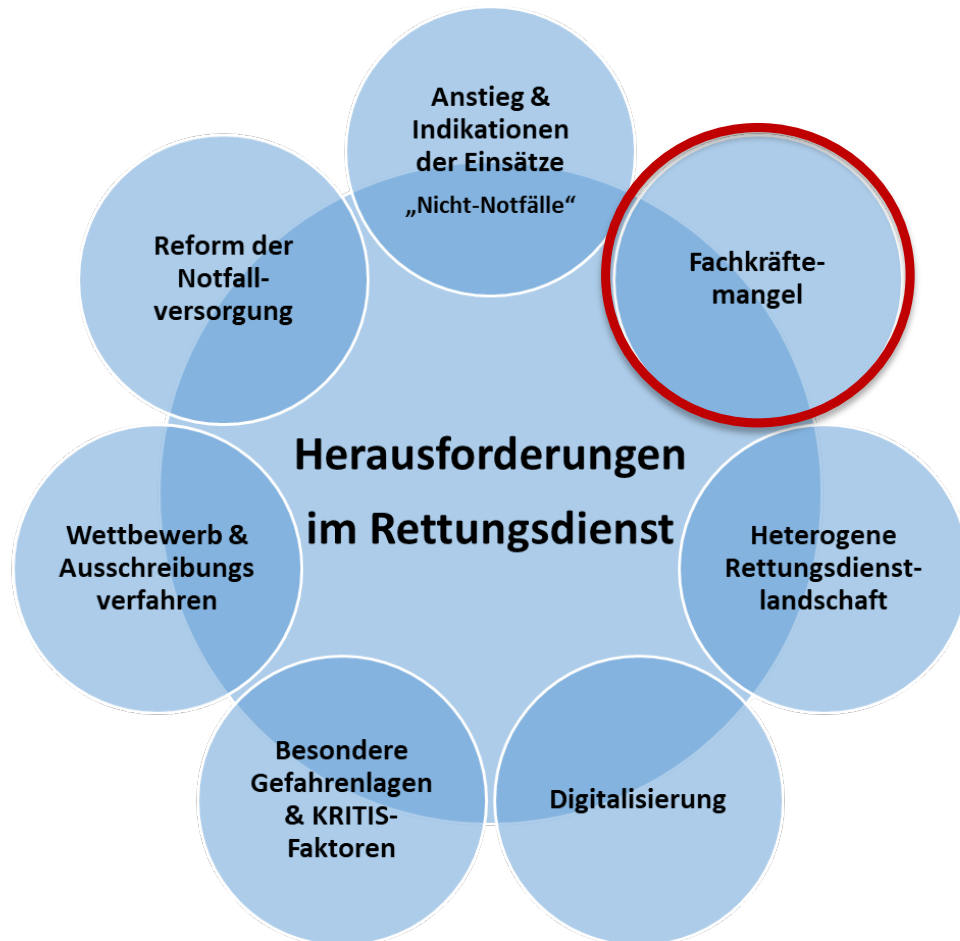 Anstieg &
Indikationen
der Einsätze
„Nicht-Notfälle“
Fachkräfte-
mangel
Heterogene
Rettungsdienst-
landschaft
Digitalisierung
Besondere
Gefahrenlagen
& KRITIS-
Faktoren
Wettbewerb &
Ausschreibungs
verfahren
Reform der
Notfall-
versorgung
Herausforderungen
im Rettungsdienst